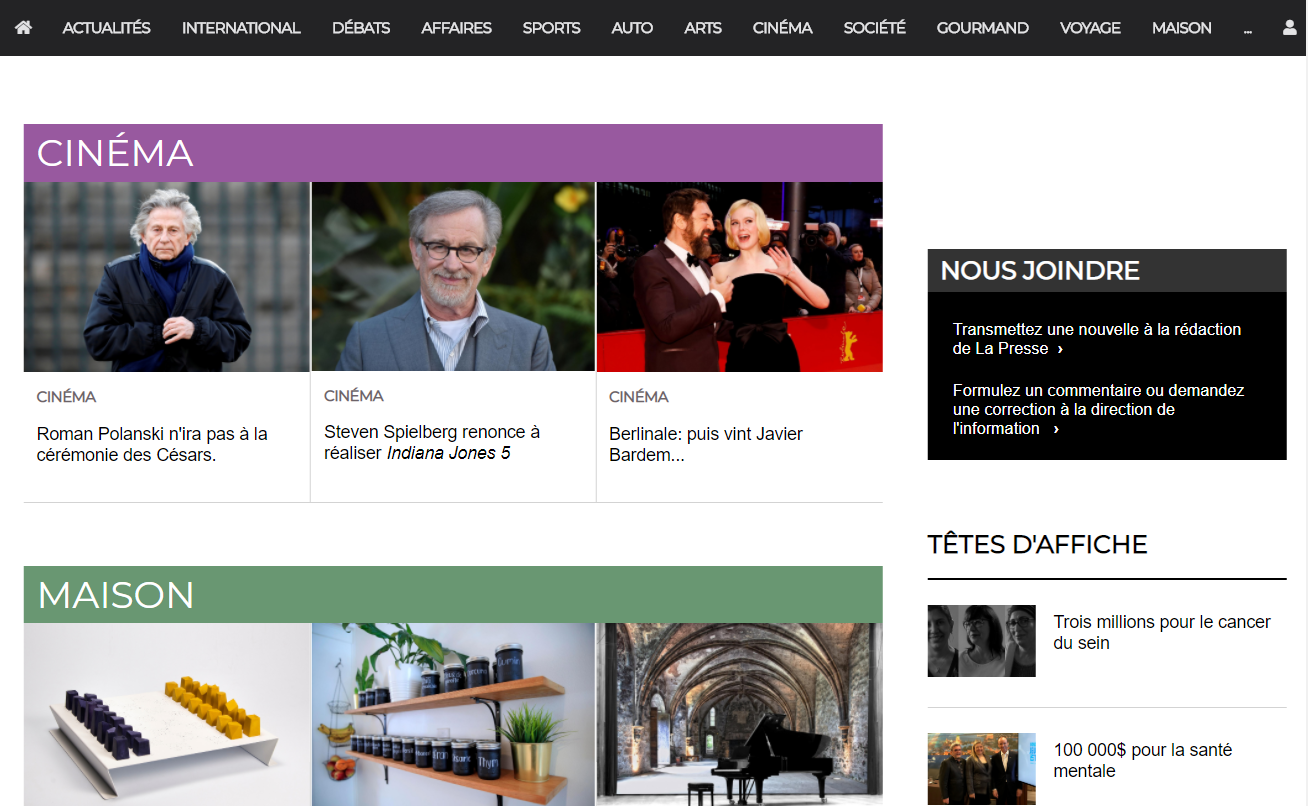 ACTUALITÉS INTERNATIONAL DÉBATS AFFAIRES SPORTS AUTO ARTS CINÉMA SOCIÉTÉ GOURMAND VOYAGE MAISON ...
CINÉMA
CINÉMA
Roman Polanski n'ira pas à la
cérémonie des Césars.
CINÉMA
Steven Spielberg renonce à
réaliser Indiana Jones 5
CINÉMA
Berlinale: puis vint Javier
Bardem...
MAISON
Cumin
Thym
NOUS JOINDRE
Transmettez une nouvelle à la rédaction
de La Presse ›
Formulez un commentaire ou demandez
une correction à la direction de
l'information ›
TÊTES D'AFFICHE
Trois millions pour le cancer
du sein
100 000$ pour la santé
mentale